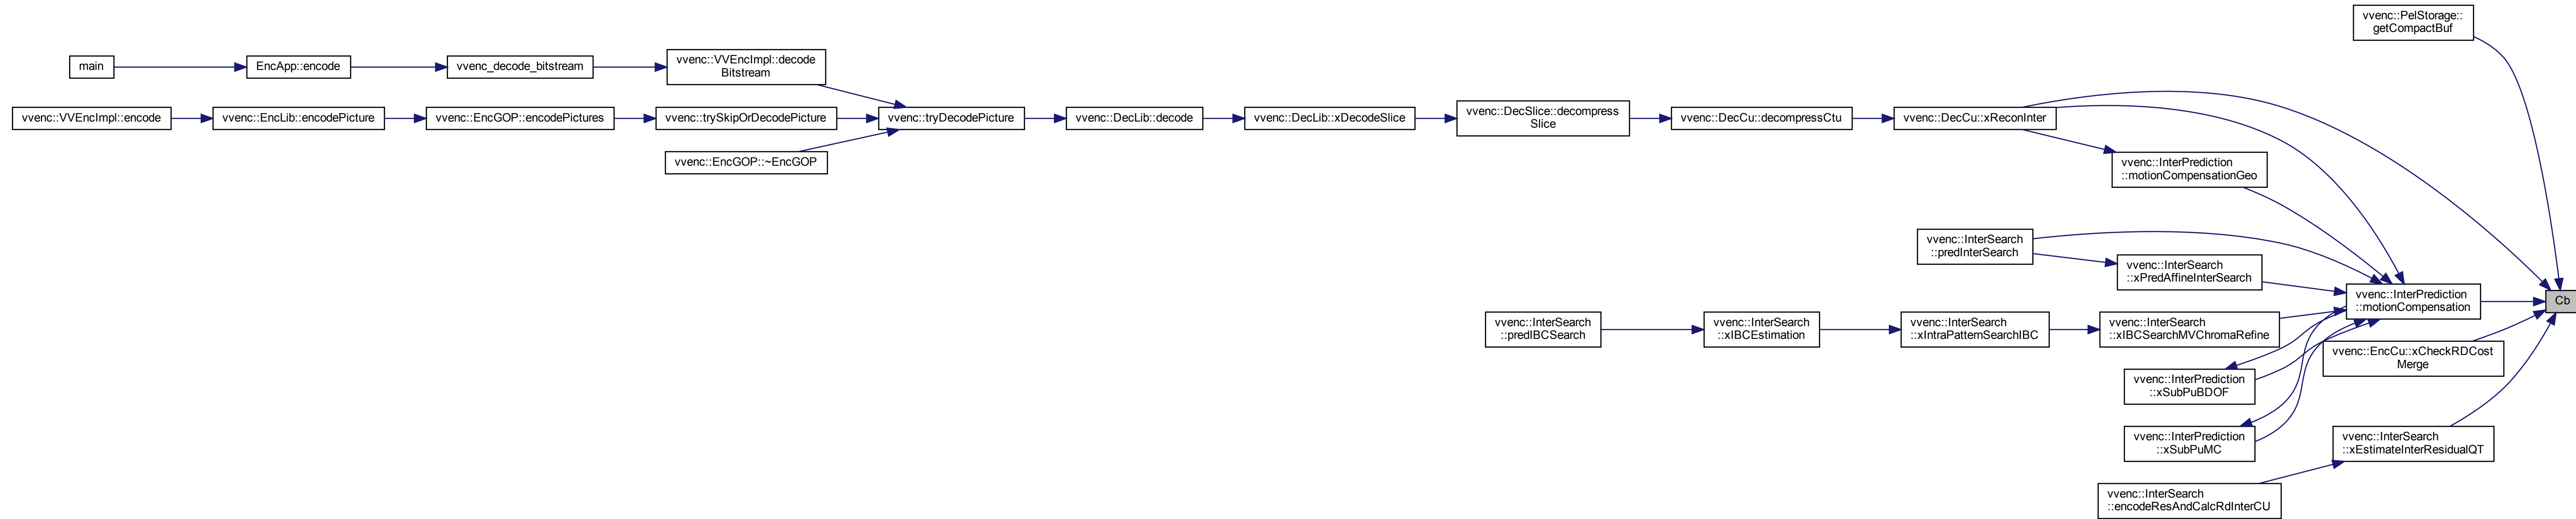 vvenc::PelStorage::
getCompactBuf
main
EncApp::encode
vvenc_decode_bitstream
vvenc::VVEncImpl::decode
Bitstream
vvenc::VVEncImpl::encode
vvenc::EncLib::encodePicture
vvenc::EncGOP::encodePictures
vvenc::trySkipOrDecodePicture
vvenc::tryDecodePicture
vvenc::DecLib::decode
vvenc::DecLib::xDecodeSlice
vvenc::DecSlice::decompress
Slice
vvenc::DecCu::decompressCtu
vvenc::DecCu::xReconInter
vvenc::EncGOP::~EncGOP
vvenc::InterPrediction
::motionCompensationGeo
vvenc::InterSearch
::predInterSearch
vvenc::InterSearch
::xPredAffineInterSearch
vvenc::InterPrediction
::motionCompensation
Cb
vvenc::InterSearch
::predIBCSearch
vvenc::InterSearch
::xIBCEstimation
vvenc::InterSearch
::xIntraPatternSearchIBC
vvenc::InterSearch
::xIBCSearchMVChromaRefine
vvenc::EncCu::xCheckRDCost
Merge
vvenc::InterPrediction
::xSubPuBDOF
vvenc::InterPrediction
::xSubPuMC
vvenc::InterSearch
::xEstimateInterResidualQT
vvenc::InterSearch
::encodeResAndCalcRdInterCU